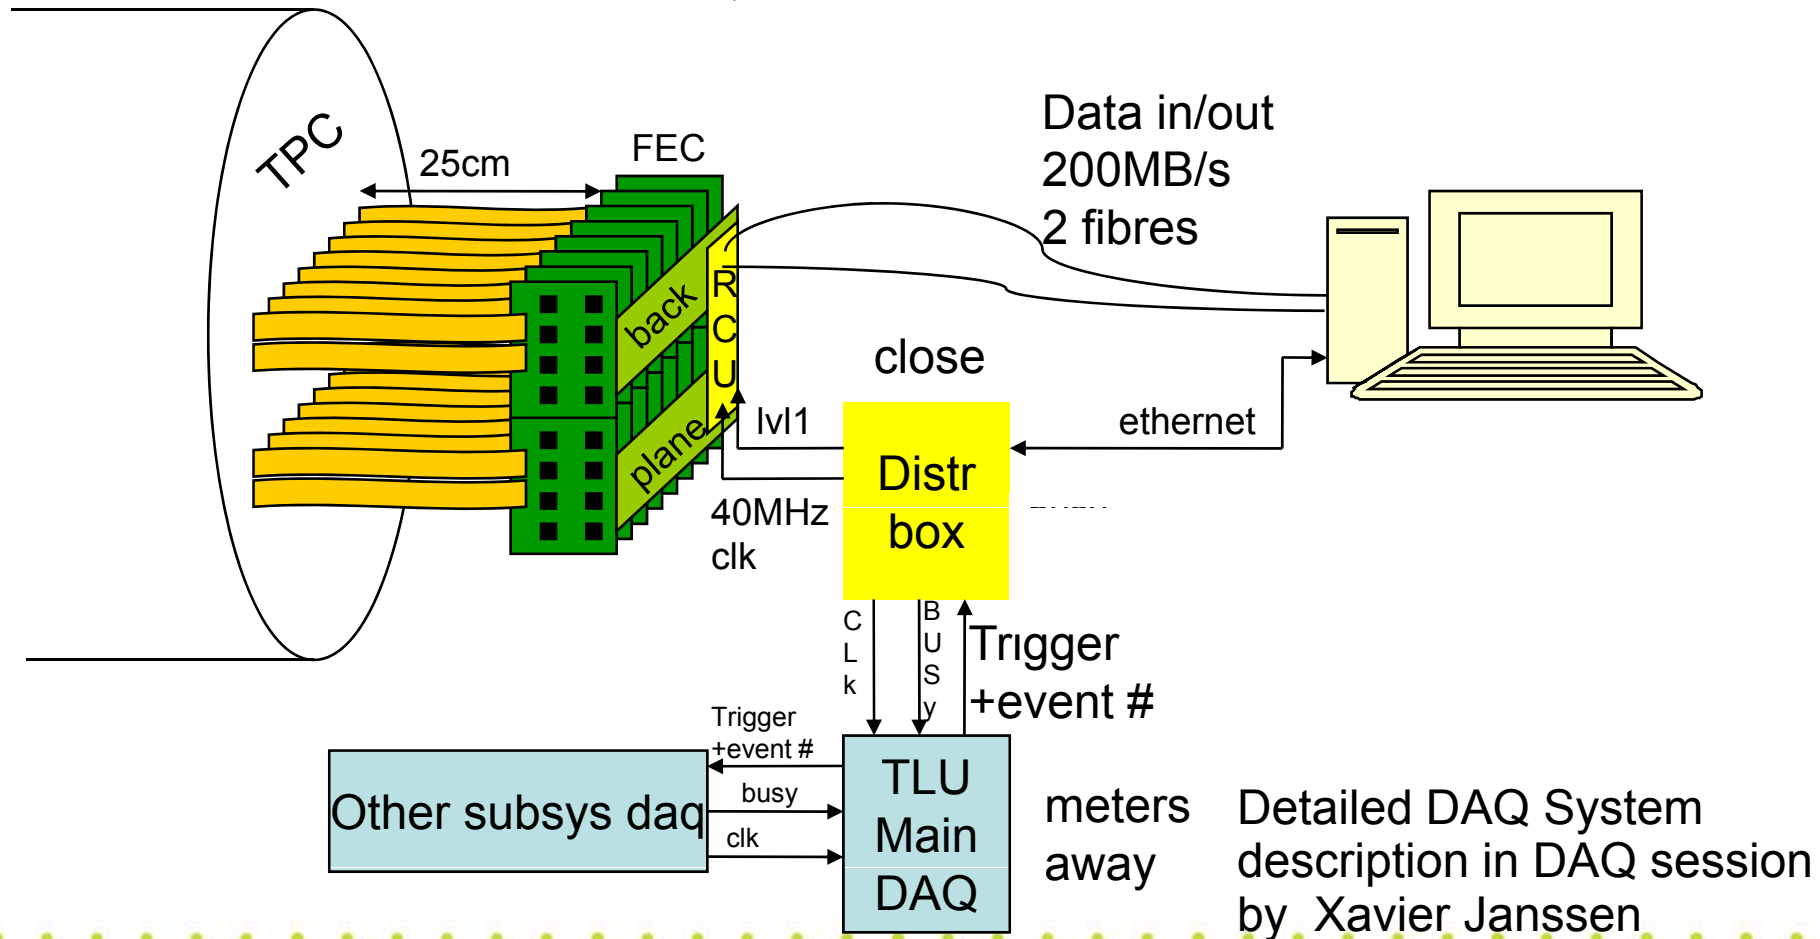 TPC
25cm
FEC
Data in/out
200MB/s
2 fibres
back
plane
R
C
U
close
lvl1
ethernet
40MHz
clk
Distr
box
C
L
k
B
U
S
y
Trigger
+event #
Trigger
+event #
busy
clk
Other subsys daq
TLU
Main
DAQ
meters
away
Detailed DAQ System
description in DAQ session
by Xavier Janssen